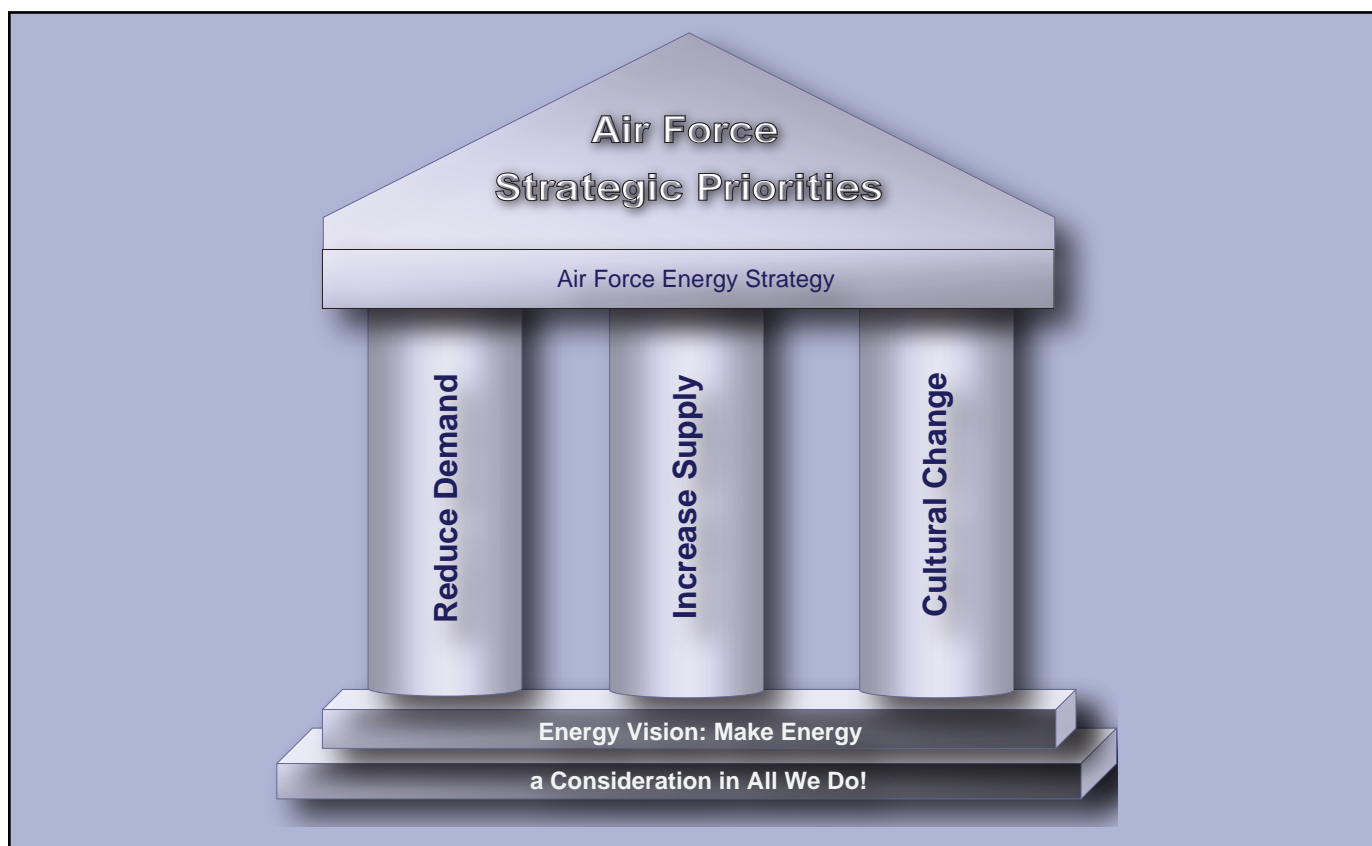 Air Force
Strategic Priorities
Air Force Energy Strategy
Reduce Demand
Increase Supply
Cultural Change
Energy Vision: Make Energy
a Consideration in All We Do!